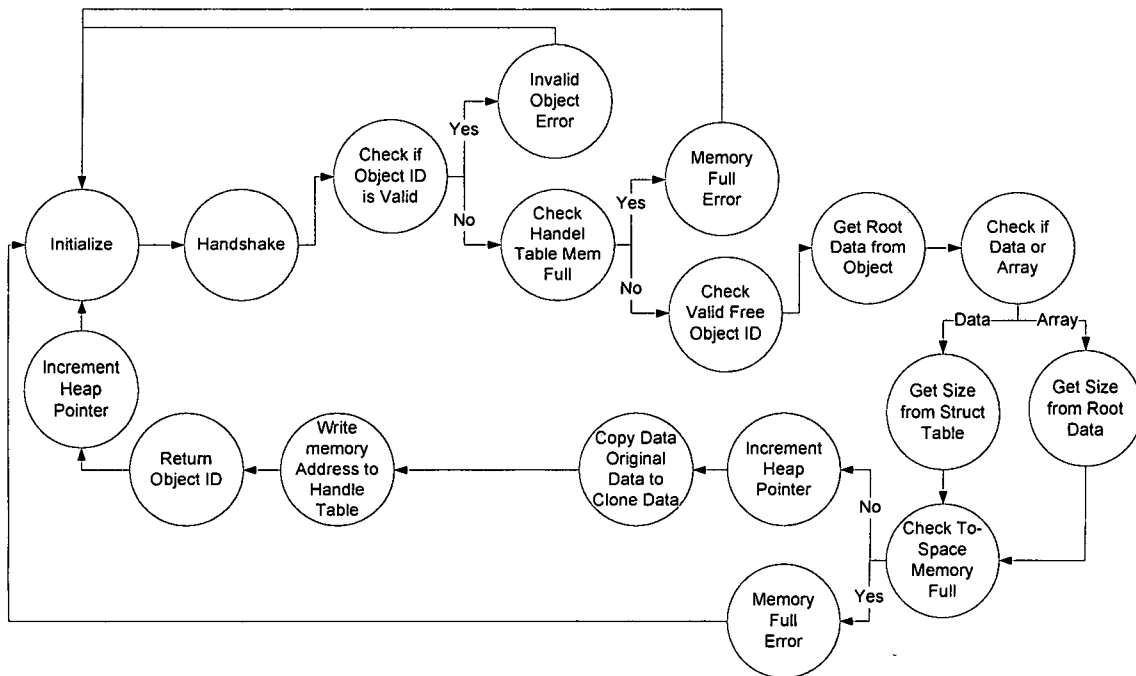 Invalid
Object
Error
Yes
Check if
Object ID
is Valid
Memory
Full
Error
No
Check
Handel
Table Mem
Full
Yes
Initialize
Handshake
Get Root
Data from
Object
Check if
Data or
Array
No
Check
Valid Free
Object ID
Data
Array
Increment
Heap
Pointer
Get Size
from Struct
Table
Get Size
from Root
Data
Return
Object ID
Write
memory
Address to
Handle
Table
Copy Data
Original
Data to
Clone Data
Increment
Heap
Pointer
No
Check To-
Space
Memory
Full
Yes
Memory
Full
Error